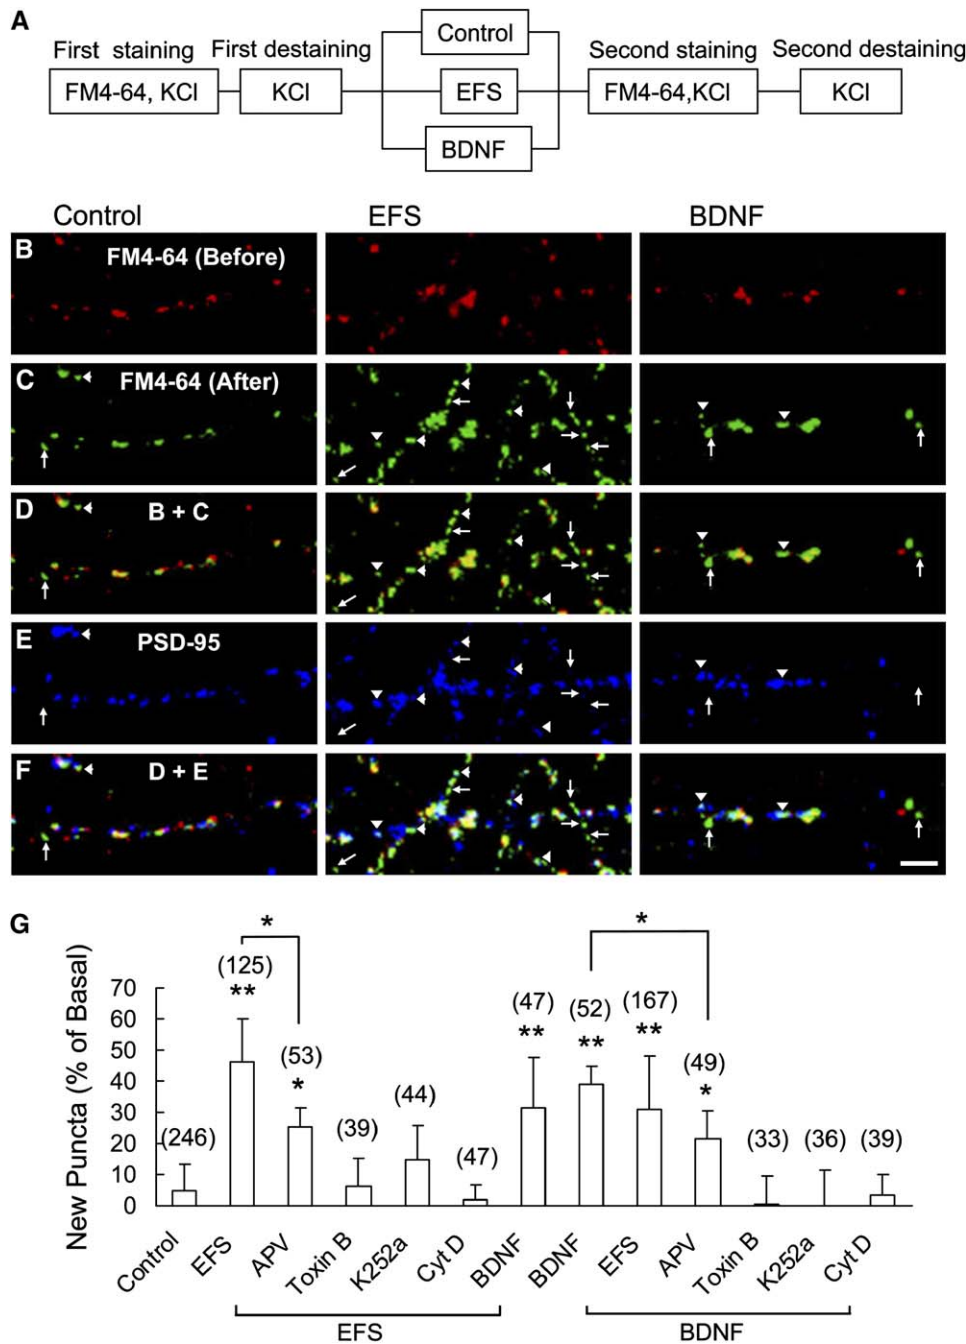 A
First staining First destaining Second staining Second destaining
FM4-64, KCl KCl Control EFS BDNF FM4-64,KCl KCl
Control EFS BDNF
B FM4-64 (Before)
C FM4-64 (After)
D B + C
E PSD-95
F D + E
G
New Puncta (% of Basal)
70
60
50
40
30
20
10
0
(246) (125) (53) (39) (44) (47) (47) (52) (167) (49) (33) (36) (39)
** * ** ** ** *
* *
Control EFS APV Toxin B K252a Cyt D BDNF BDNF EFS APV Toxin B K252a Cyt D
EFS BDNF